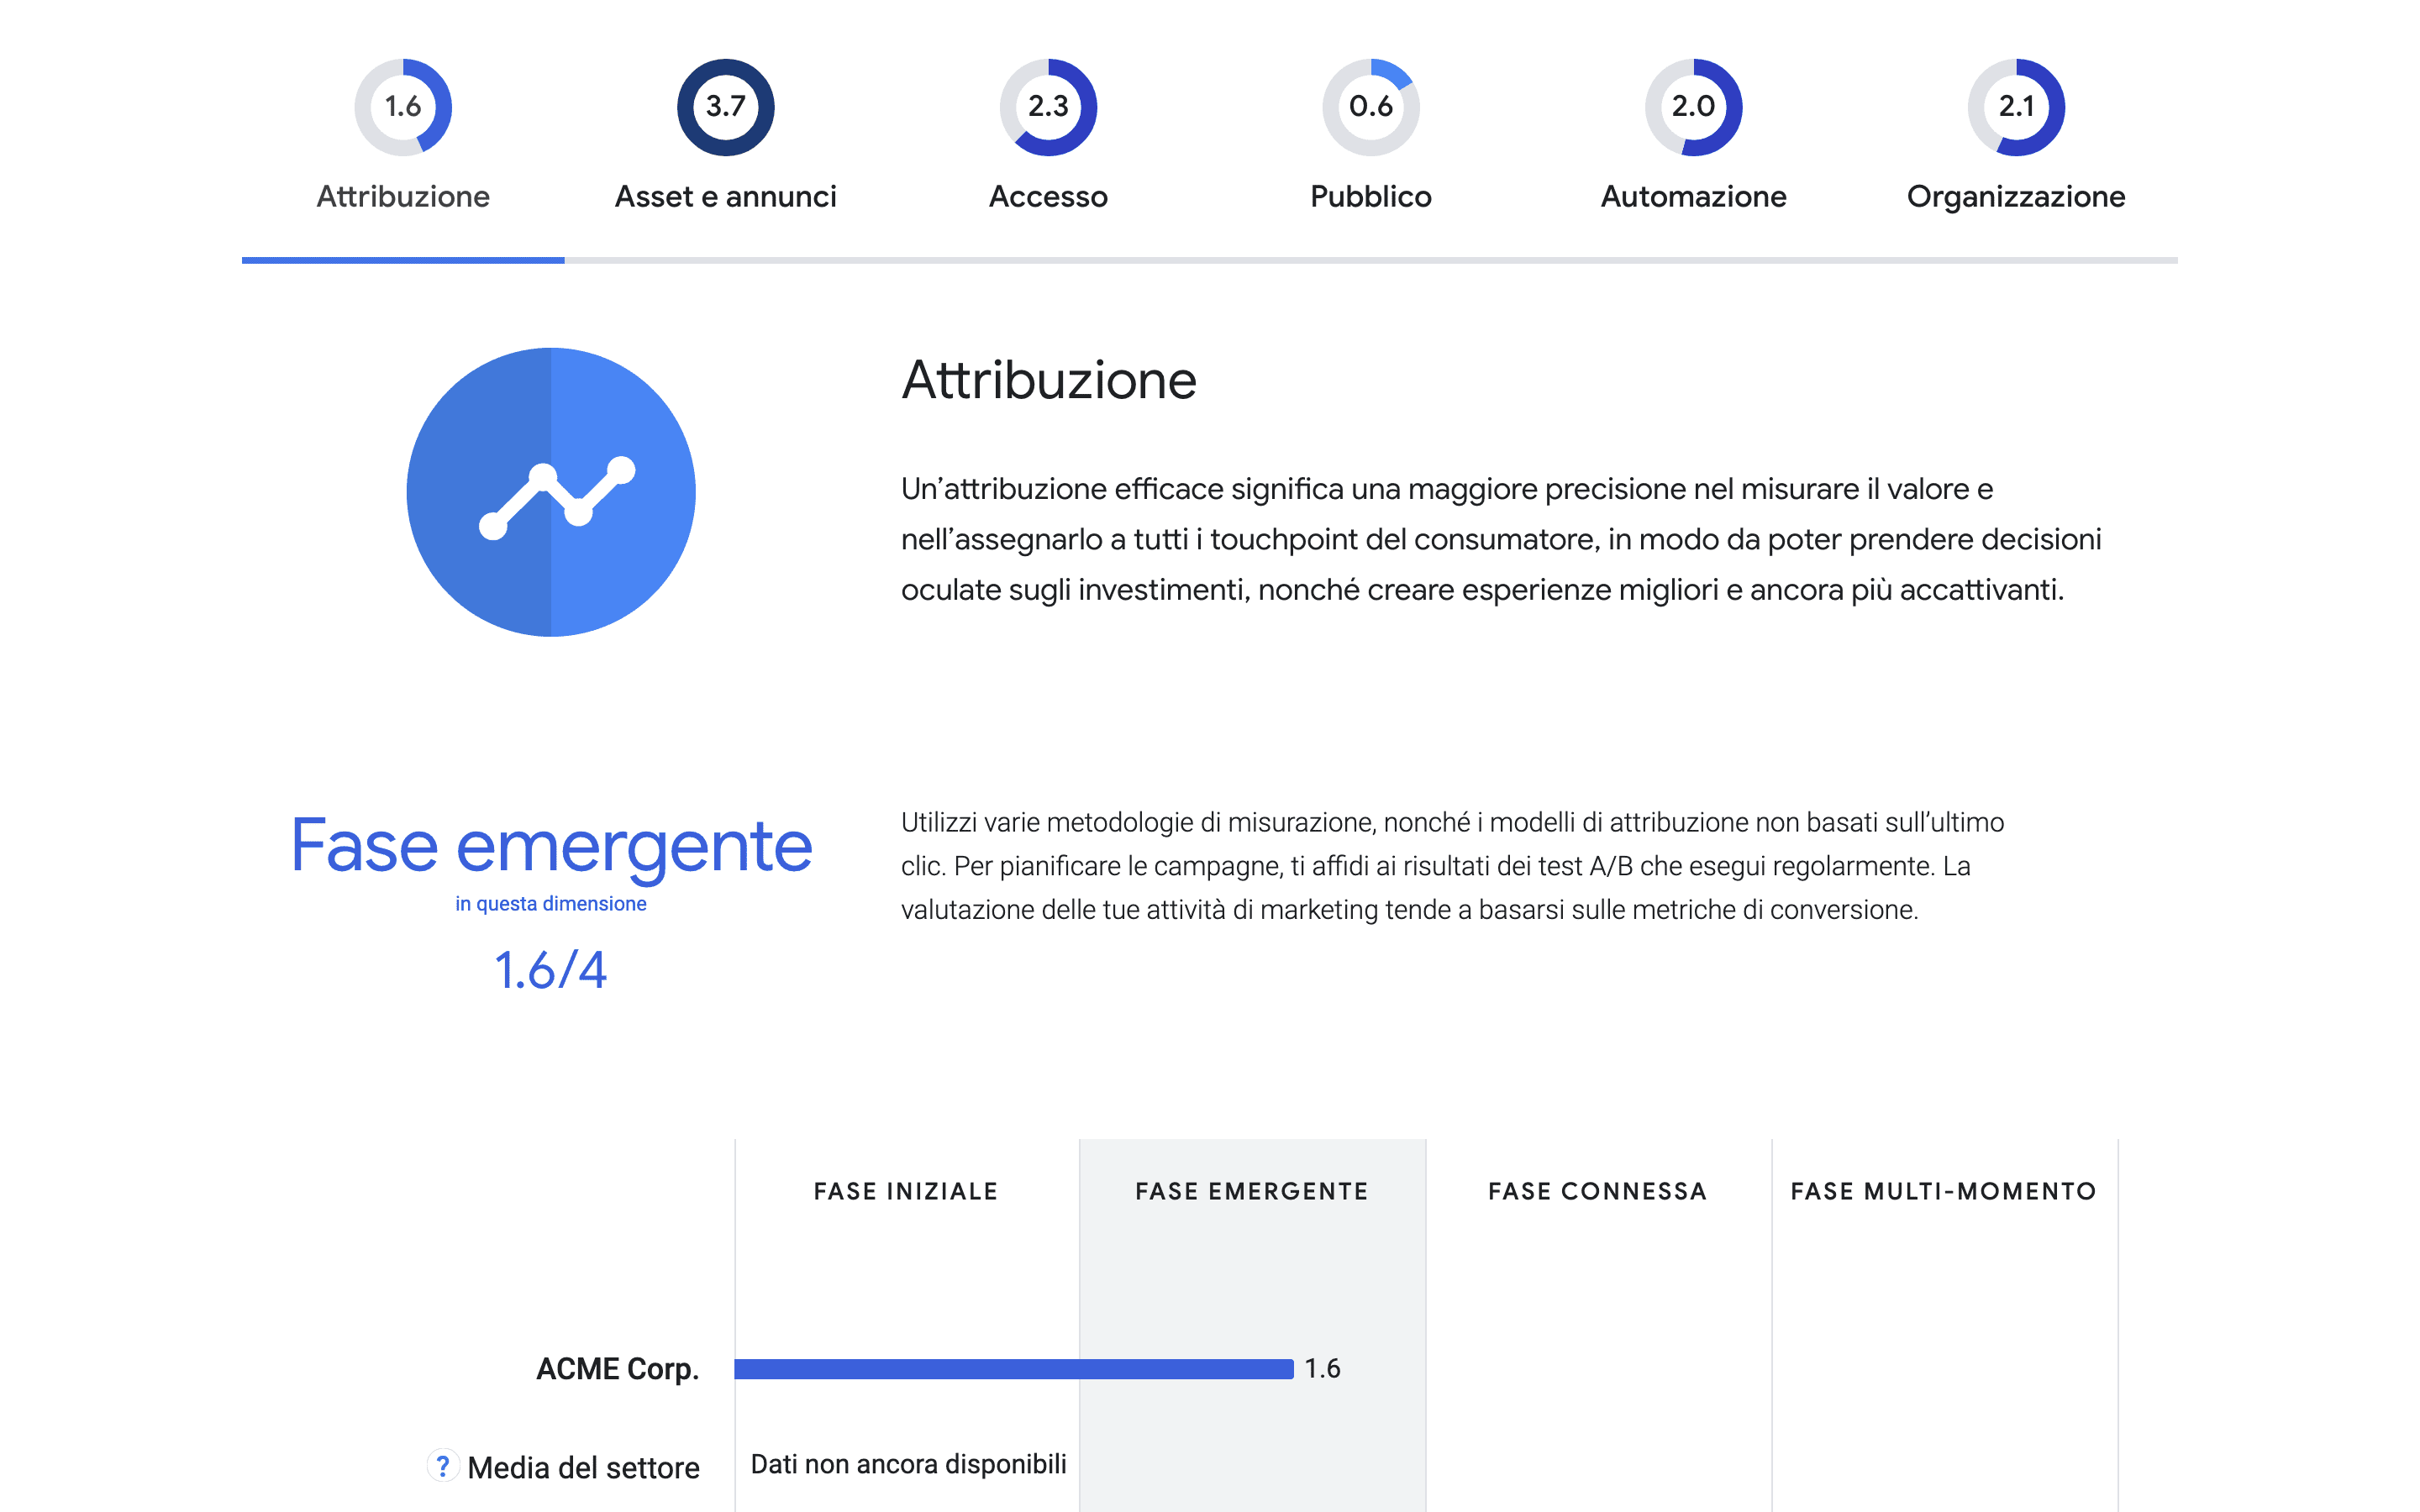 1.6
3.7
2.3
0.6
2.0
2.1
Attribuzione
Asset e annunci
Accesso
Pubblico
Automazione
Organizzazione
Attribuzione
Un’attribuzione efficace significa una maggiore precisione nel misurare il valore e
nell’assegnarlo a tutti i touchpoint del consumatore, in modo da poter prendere decisioni
oculate sugli investimenti, nonché creare esperienze migliori e ancora più accattivanti.
Fase emergente
in questa dimensione
1.6/4
Utilizzi varie metodologie di misurazione, nonché i modelli di attribuzione non basati sull’ultimo
clic. Per pianificare le campagne, ti affidi ai risultati dei test A/B che esegui regolarmente. La
valutazione delle tue attività di marketing tende a basarsi sulle metriche di conversione.
FASE INIZIALE
FASE EMERGENTE
FASE CONNESSA
FASE MULTI-MOMENTO
ACME Corp.
1.6
? Media del settore
Dati non ancora disponibili